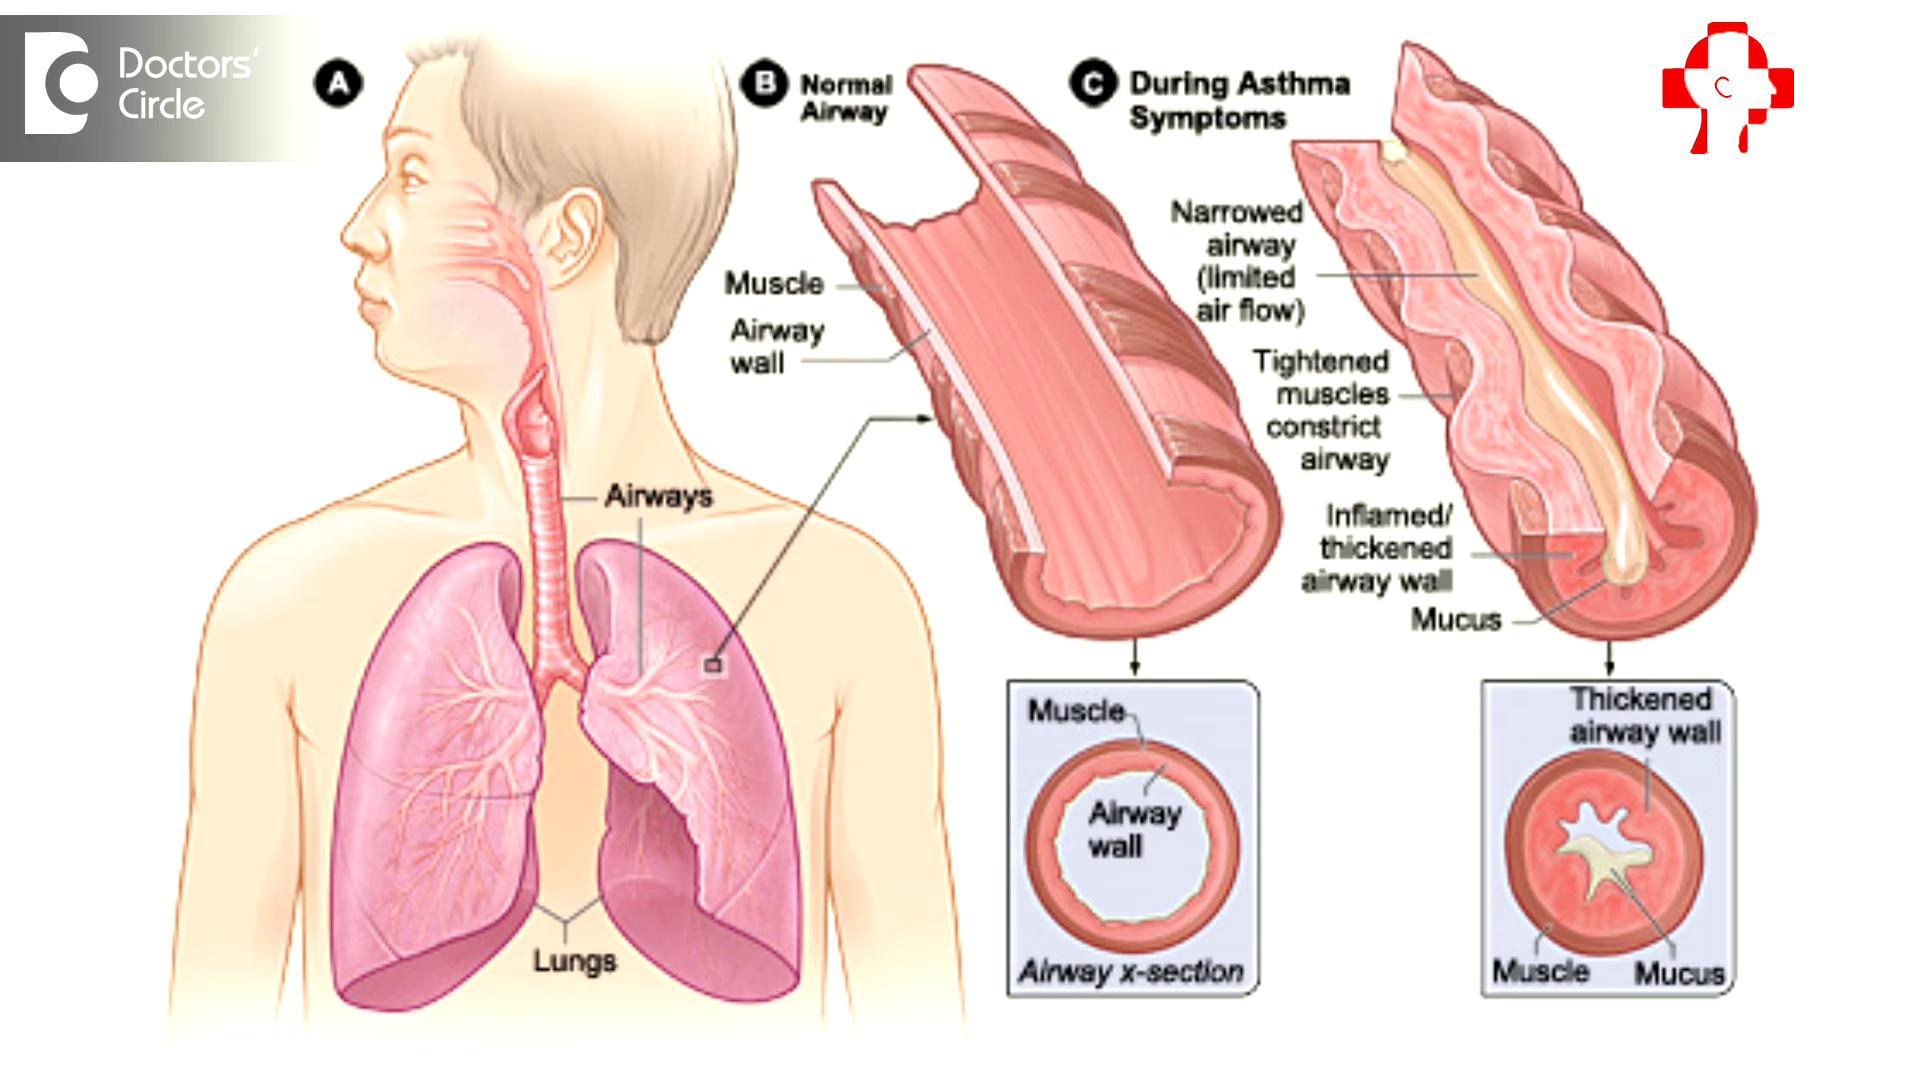 Doctors'
Circle
A
B
Normal
Airway
C
During Asthma
Symptoms
Muscle
Airway
wall
Airways
Lungs
Narrowed
airway
(limited
air flow)
Tightened
muscles
constrict
airway
Inflamed/
thickened
airway wall
Mucus
Muscle
Airway
wall
Airway x-section
Thickened
airway wall
Muscle
Mucus